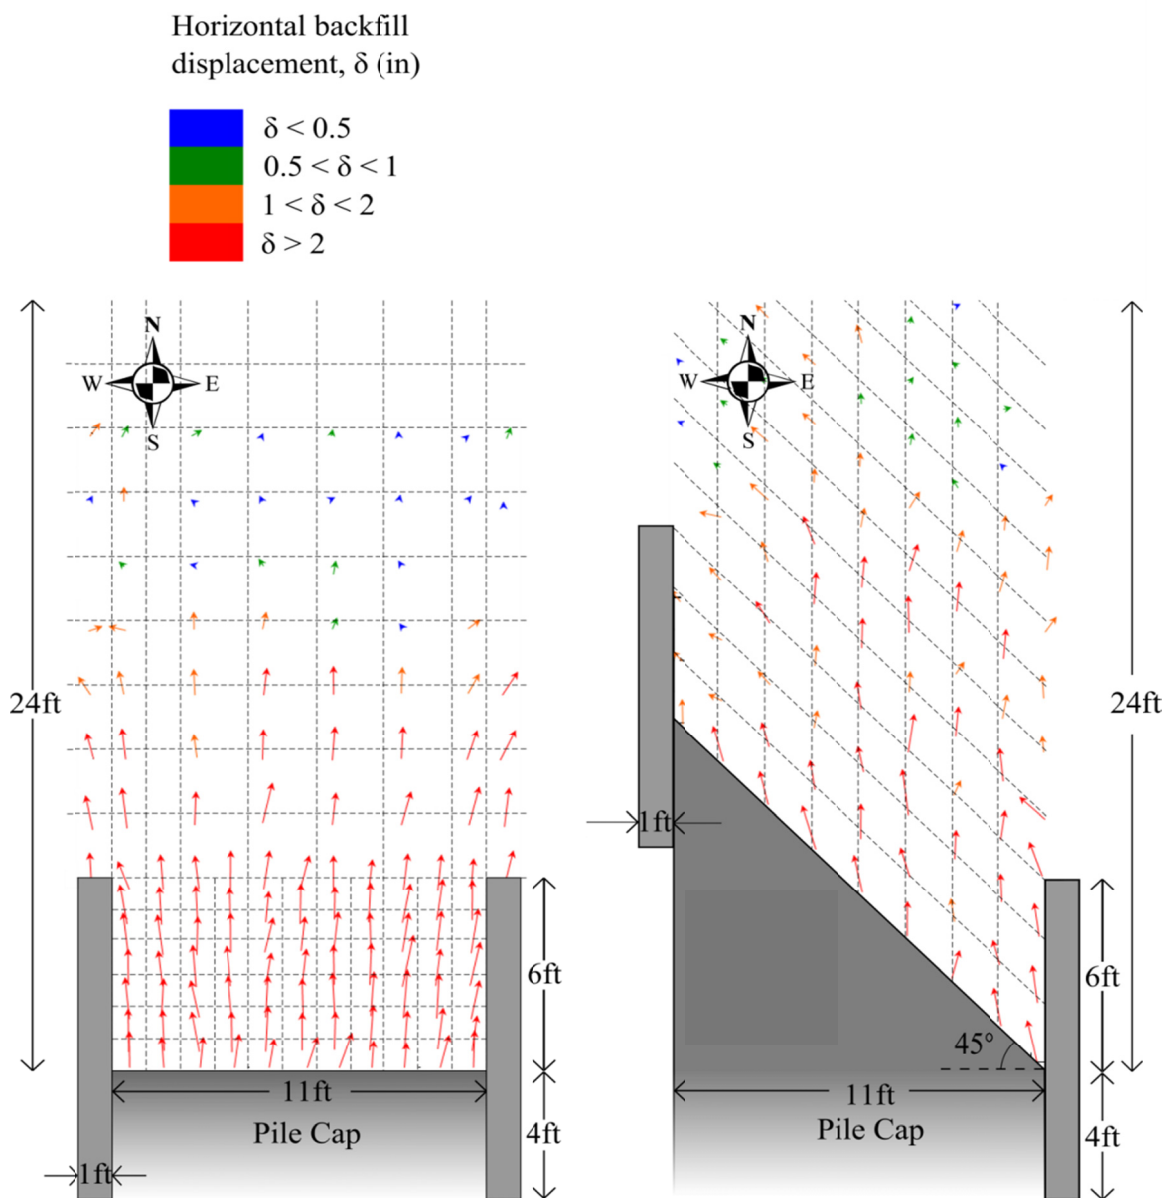 Horizontal backfill
displacement, δ (in)
δ < 0.5
0.5 < δ < 1
1 < δ < 2
δ > 2
N
W E
S
N
W E
S
24ft
24ft
1ft
6ft
6ft
45°
11ft
Pile Cap
4ft
1ft
11ft
Pile Cap
4ft